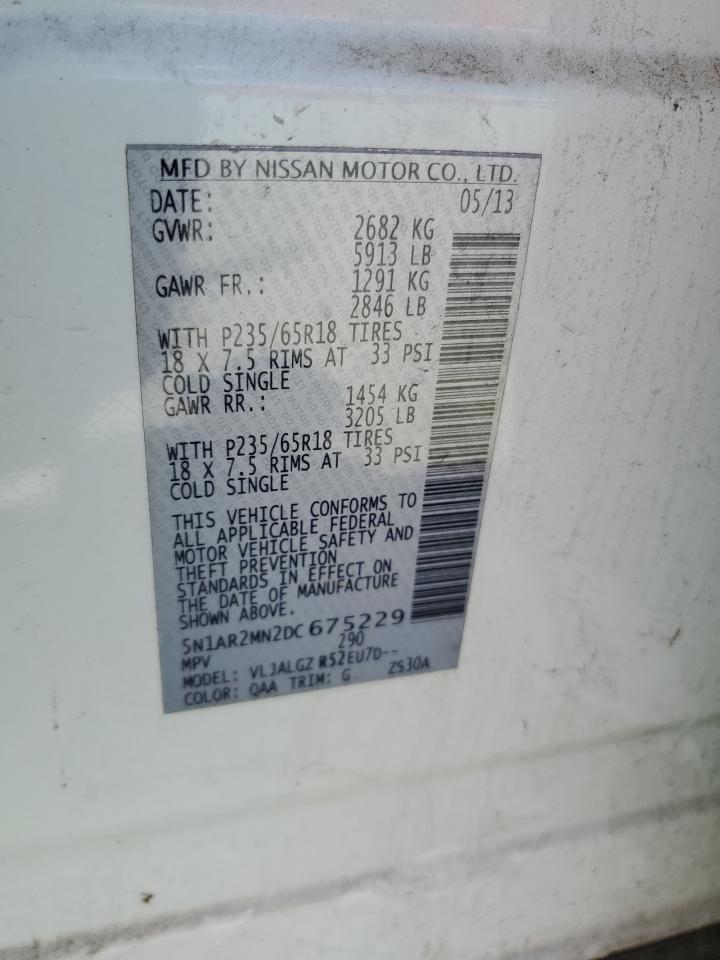 MFD BY NISSAN MOTOR CO., LTD.
DATE: 05/13
GVWR: 2682 KG
5913 LB
GAWR FR.: 1291 KG
2846 LB
WITH P235/65R18 TIRES
18 X 7.5 RIMS AT 33 PSI
COLD SINGLE
GAWR RR.: 1454 KG
3205 LB
WITH P235/65R18 TIRES
18 X 7.5 RIMS AT 33 PSI
COLD SINGLE
THIS VEHICLE CONFORMS TO
ALL APPLICABLE FEDERAL
MOTOR VEHICLE SAFETY AND
THEFT PREVENTION
STANDARDS IN EFFECT ON
THE DATE OF MANUFACTURE
SHOWN ABOVE.
5N1AR2MN2DC675229
MPV 290
MODEL: VLJALGZ R52EU7D--
COLOR: QAA TRIM: G ZS30A